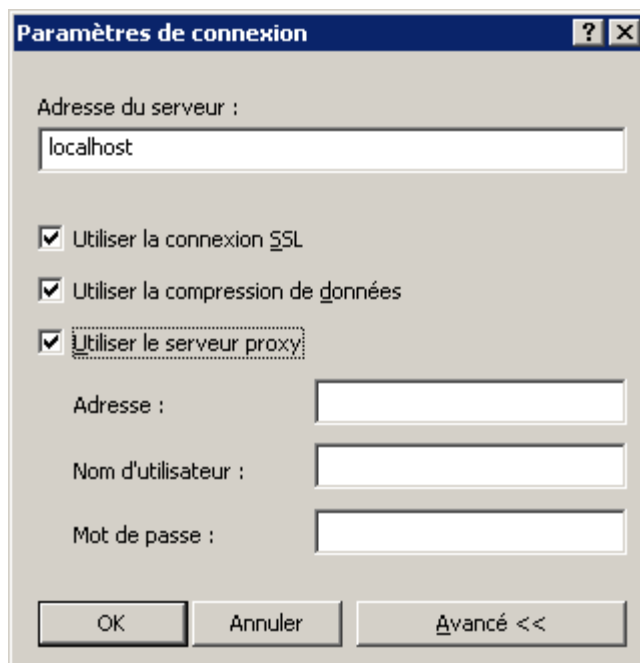 Paramètres de connexion
Adresse du serveur :
localhost
Utiliser la connexion SSL
Utiliser la compression de données
Utiliser le serveur proxy
Adresse :
Nom d'utilisateur :
Mot de passe :
OK Annuler Avancé <<